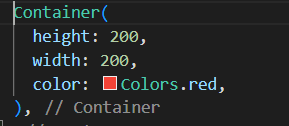 Container(
height: 200,
width: 200,
color: Colors.red,
), // Container